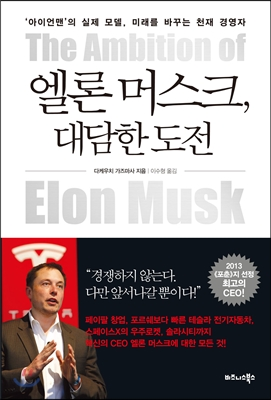 '아이언맨'의 실제 모델, 미래를 바꾸는 천재 경영자
The Ambition of
엘론 머스크,
대담한 도전
다케우치 가즈마사 지음 | 이수형 옮김
Elon Musk
TESLA
"경쟁하지 않는다.
다만 앞서나갈 뿐이다!"
2013
《포춘》지 선정
최고의
CEO!
페이팔 창업, 포르쉐보다 빠른 테슬라 전기자동차,
스페이스X의 우주로켓, 솔라시티까지
혁신의 CEO 엘론 머스크에 대한 모든 것!
비즈니스북스